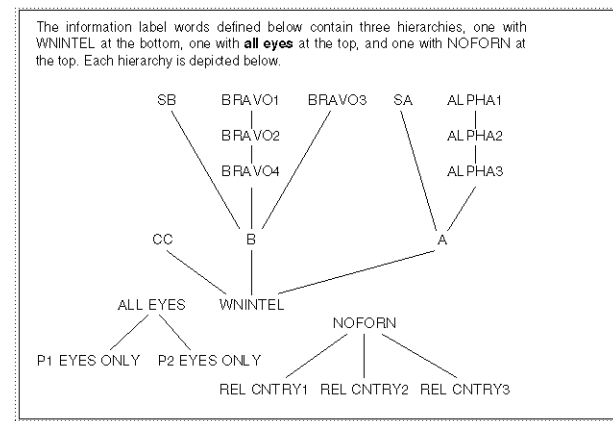 The information label words defined below contain three hierarchies, one with
WNINTEL at the bottom, one with all eyes at the top, and one with NOFORN at
the top. Each hierarchy is depicted below.
SB BRAVO1 BRAVO3 SA ALPHA1
BRAVO2 ALPHA2
BRAVO4 ALPHA3
CC B A
ALL EYES WNINTEL
NOFORN
P1 EYES ONLY P2 EYES ONLY
REL CNTRY1 REL CNTRY2 REL CNTRY3